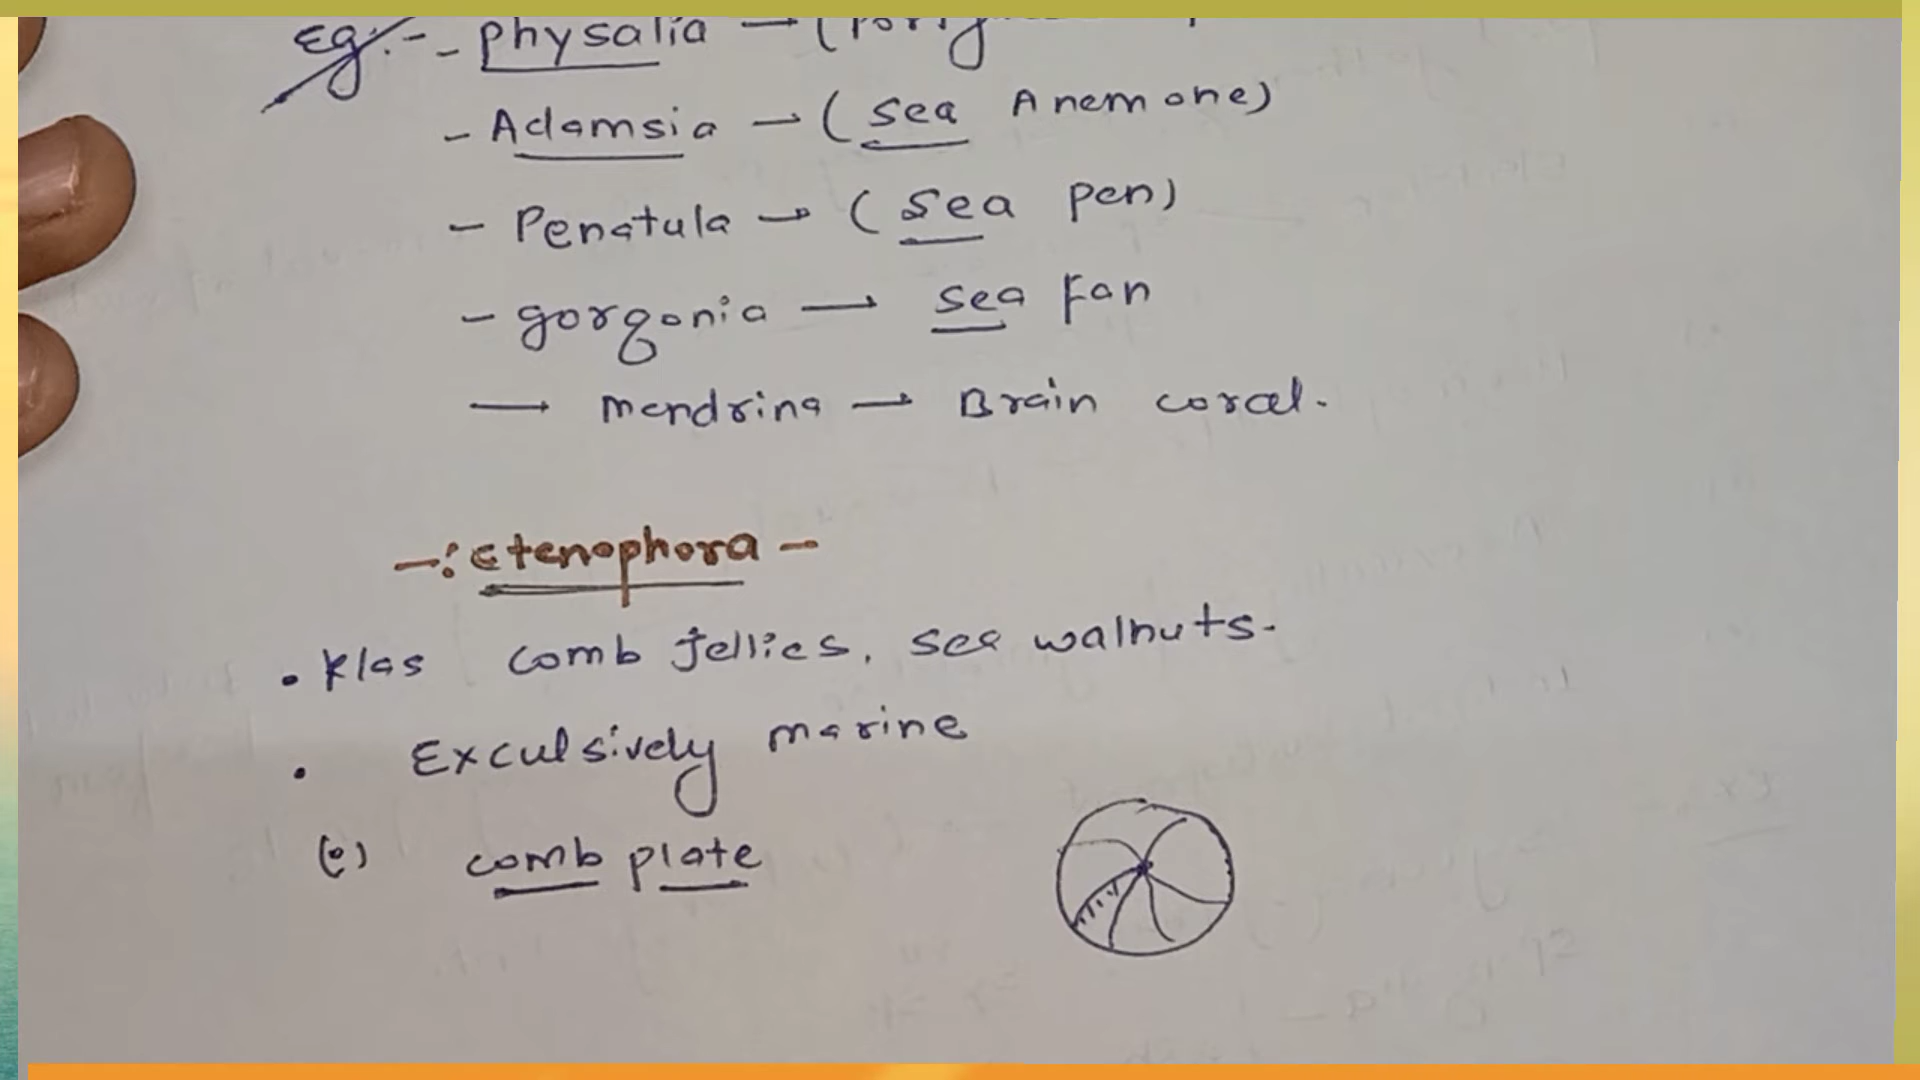 Eg:- - Physalia → (
- Adamsia → (sea Anemone)
- Penatula → (sea pen)
- gorgonia → sea Fan
→ mendrina → Brain coral.
-: ctenophora -
• Klas comb jellies, sea walnuts.
• Exculsively marine
(•) comb plate